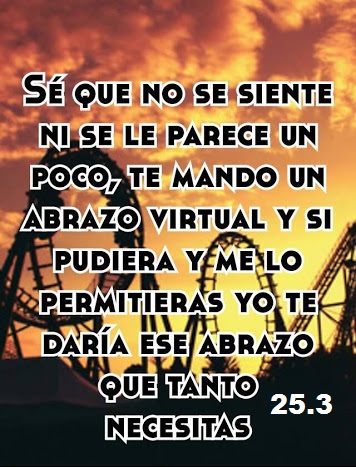 SÉ QUE NO SE SIENTE
NI SE LE PARECE UN
POCO, TE MANDO UN
ABRAZO VIRTUAL Y SI
PUDIERA Y ME LO
PERMITIERAS YO TE
DARÍA ESE ABRAZO
QUE TANTO
NECESITAS
25.3